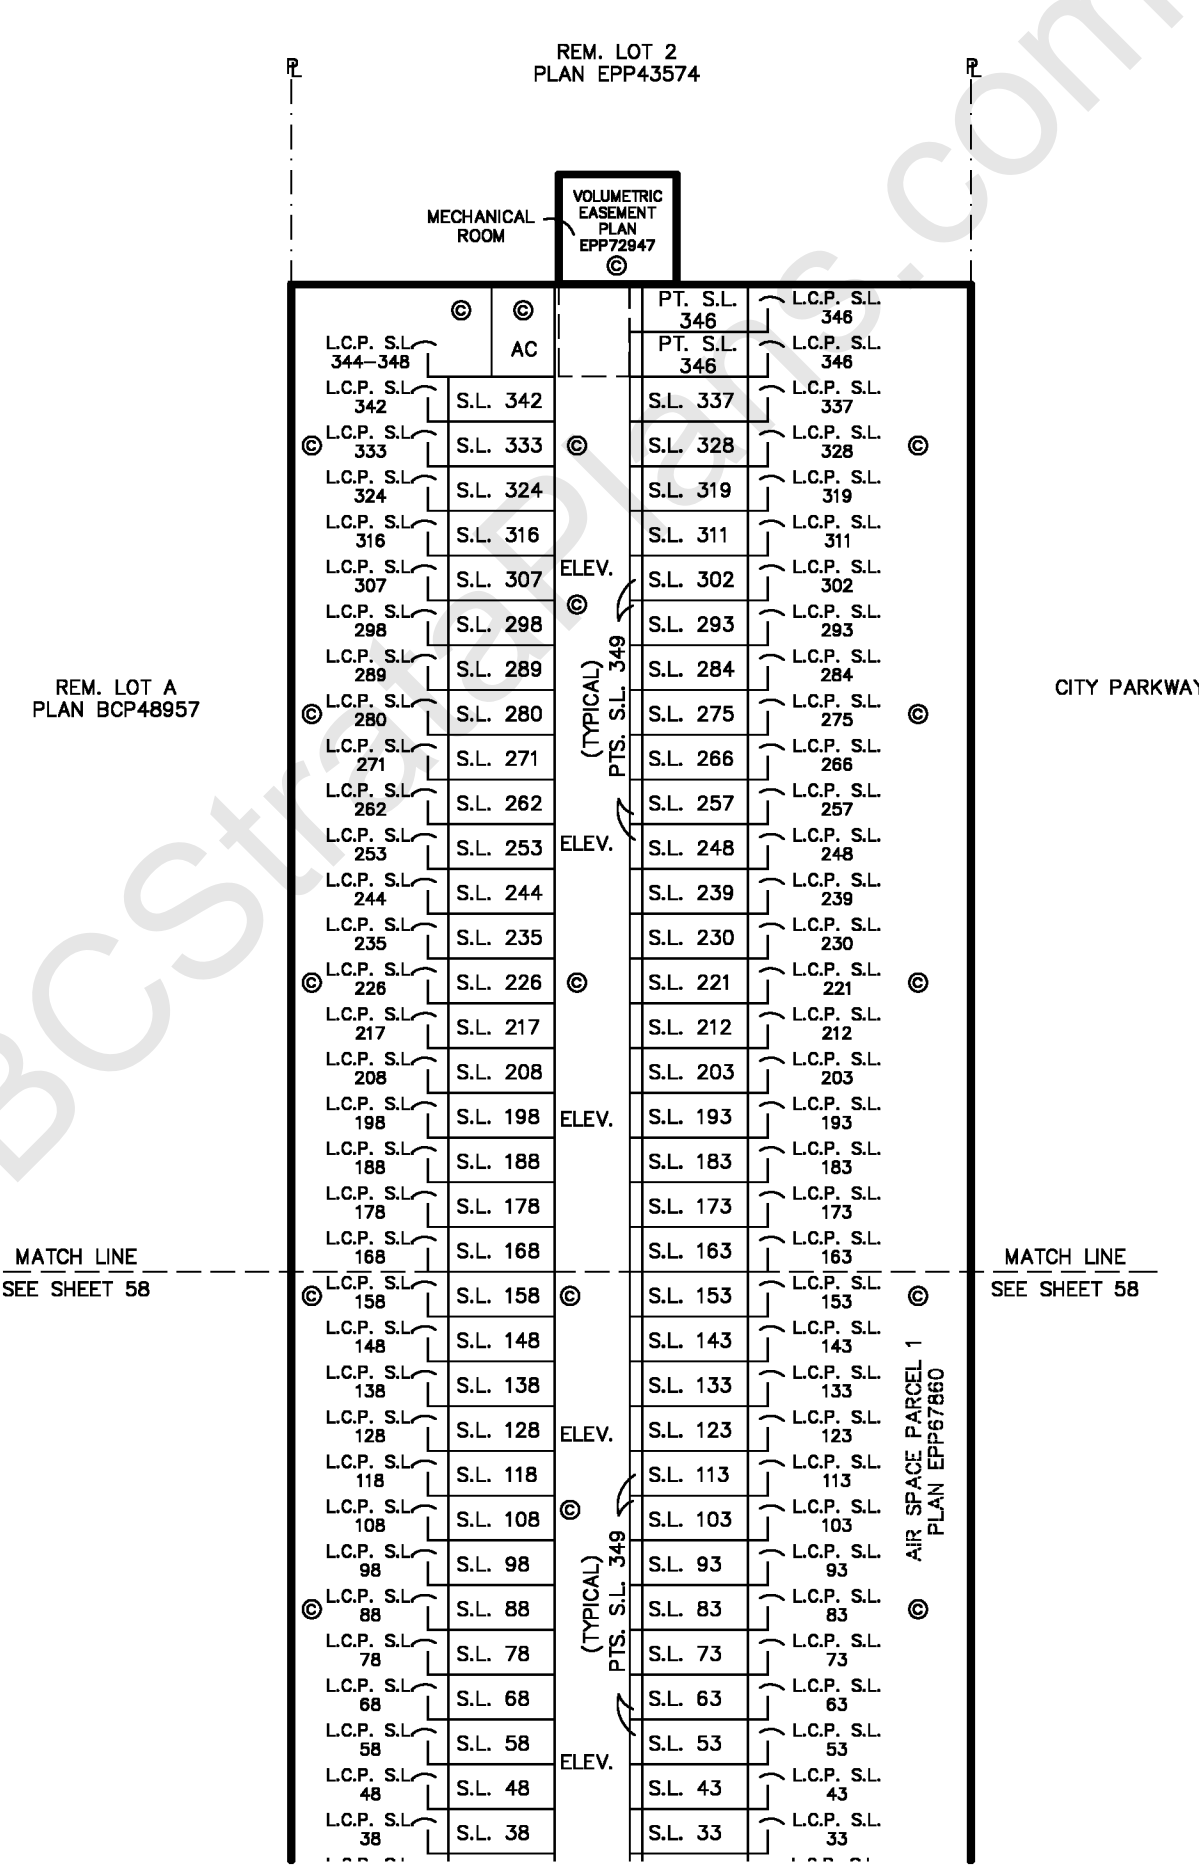 REM. LOT 2
PLAN EPP43574
PL
PL
MECHANICAL
ROOM
VOLUMETRIC
EASEMENT
PLAN
EPP72947
©
© © PT. S.L. L.C.P. S.L.
346 346
L.C.P. S.L. AC PT. S.L. L.C.P. S.L.
344-348 346 346
L.C.P. S.L. S.L. 342 S.L. 337 L.C.P. S.L.
342 337
© L.C.P. S.L. S.L. 333 © S.L. 328 L.C.P. S.L. ©
333 328
L.C.P. S.L. S.L. 324 S.L. 319 L.C.P. S.L.
324 319
L.C.P. S.L. S.L. 316 S.L. 311 L.C.P. S.L.
316 311
L.C.P. S.L. S.L. 307 ELEV. S.L. 302 L.C.P. S.L.
307 302
©
L.C.P. S.L. S.L. 298 S.L. 293 L.C.P. S.L.
298 293
L.C.P. S.L. S.L. 289 S.L. 284 L.C.P. S.L.
289 284
(TYPICAL)
PTS. S.L. 349
REM. LOT A
PLAN BCP48957
CITY PARKWAY
© L.C.P. S.L. S.L. 280 S.L. 275 L.C.P. S.L. ©
280 275
L.C.P. S.L. S.L. 271 S.L. 266 L.C.P. S.L.
271 266
L.C.P. S.L. S.L. 262 S.L. 257 L.C.P. S.L.
262 257
L.C.P. S.L. S.L. 253 ELEV. S.L. 248 L.C.P. S.L.
253 248
L.C.P. S.L. S.L. 244 S.L. 239 L.C.P. S.L.
244 239
L.C.P. S.L. S.L. 235 S.L. 230 L.C.P. S.L.
235 230
© L.C.P. S.L. S.L. 226 © S.L. 221 L.C.P. S.L. ©
226 221
L.C.P. S.L. S.L. 217 S.L. 212 L.C.P. S.L.
217 212
L.C.P. S.L. S.L. 208 S.L. 203 L.C.P. S.L.
208 203
L.C.P. S.L. S.L. 198 ELEV. S.L. 193 L.C.P. S.L.
198 193
L.C.P. S.L. S.L. 188 S.L. 183 L.C.P. S.L.
188 183
L.C.P. S.L. S.L. 178 S.L. 173 L.C.P. S.L.
178 173
L.C.P. S.L. S.L. 168 S.L. 163 L.C.P. S.L.
168 163
MATCH LINE MATCH LINE
SEE SHEET 58 SEE SHEET 58
© L.C.P. S.L. S.L. 158 © S.L. 153 L.C.P. S.L. ©
158 153
L.C.P. S.L. S.L. 148 S.L. 143 L.C.P. S.L.
148 143
L.C.P. S.L. S.L. 138 S.L. 133 L.C.P. S.L.
138 133
AIR SPACE PARCEL 1
PLAN EPP67860
L.C.P. S.L. S.L. 128 ELEV. S.L. 123 L.C.P. S.L.
128 123
L.C.P. S.L. S.L. 118 S.L. 113 L.C.P. S.L.
118 113
L.C.P. S.L. S.L. 108 © S.L. 103 L.C.P. S.L.
108 103
L.C.P. S.L. S.L. 98 S.L. 93 L.C.P. S.L.
98 93
(TYPICAL)
PTS. S.L. 349
© L.C.P. S.L. S.L. 88 S.L. 83 L.C.P. S.L. ©
88 83
L.C.P. S.L. S.L. 78 S.L. 73 L.C.P. S.L.
78 73
L.C.P. S.L. S.L. 68 S.L. 63 L.C.P. S.L.
68 63
L.C.P. S.L. S.L. 58 S.L. 53 L.C.P. S.L.
58 53
ELEV.
L.C.P. S.L. S.L. 48 S.L. 43 L.C.P. S.L.
48 43
L.C.P. S.L. S.L. 38 S.L. 33 L.C.P. S.L.
38 33
BCStrataPlans.com